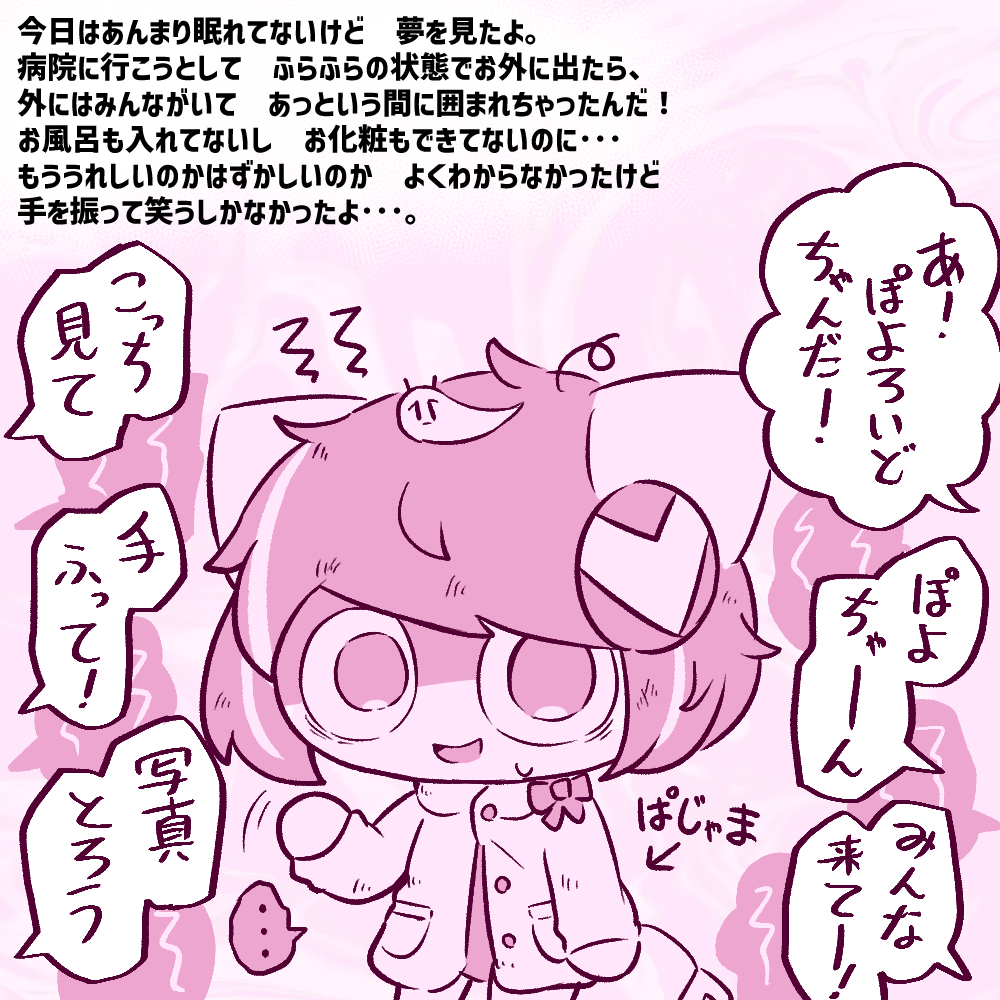 今日はあんまり眠れてないけど　夢を見たよ。
病院に行こうとして　ふらふらの状態でお外に出たら、
外にはみんながいて　あっという間に囲まれちゃったんだ！
お風呂も入れてないし　お化粧もできてないのに･･･
もううれしいのかはずかしいのか　よくわからなかったけど
手を振って笑うしかなかったよ･･･。
あー！
ぽよろいど
ちゃんだー！
こっち
見て
手
ふって！
ぽよ
ちゃーん
写真
とろう
ぱじゃま
みんな
来てー！